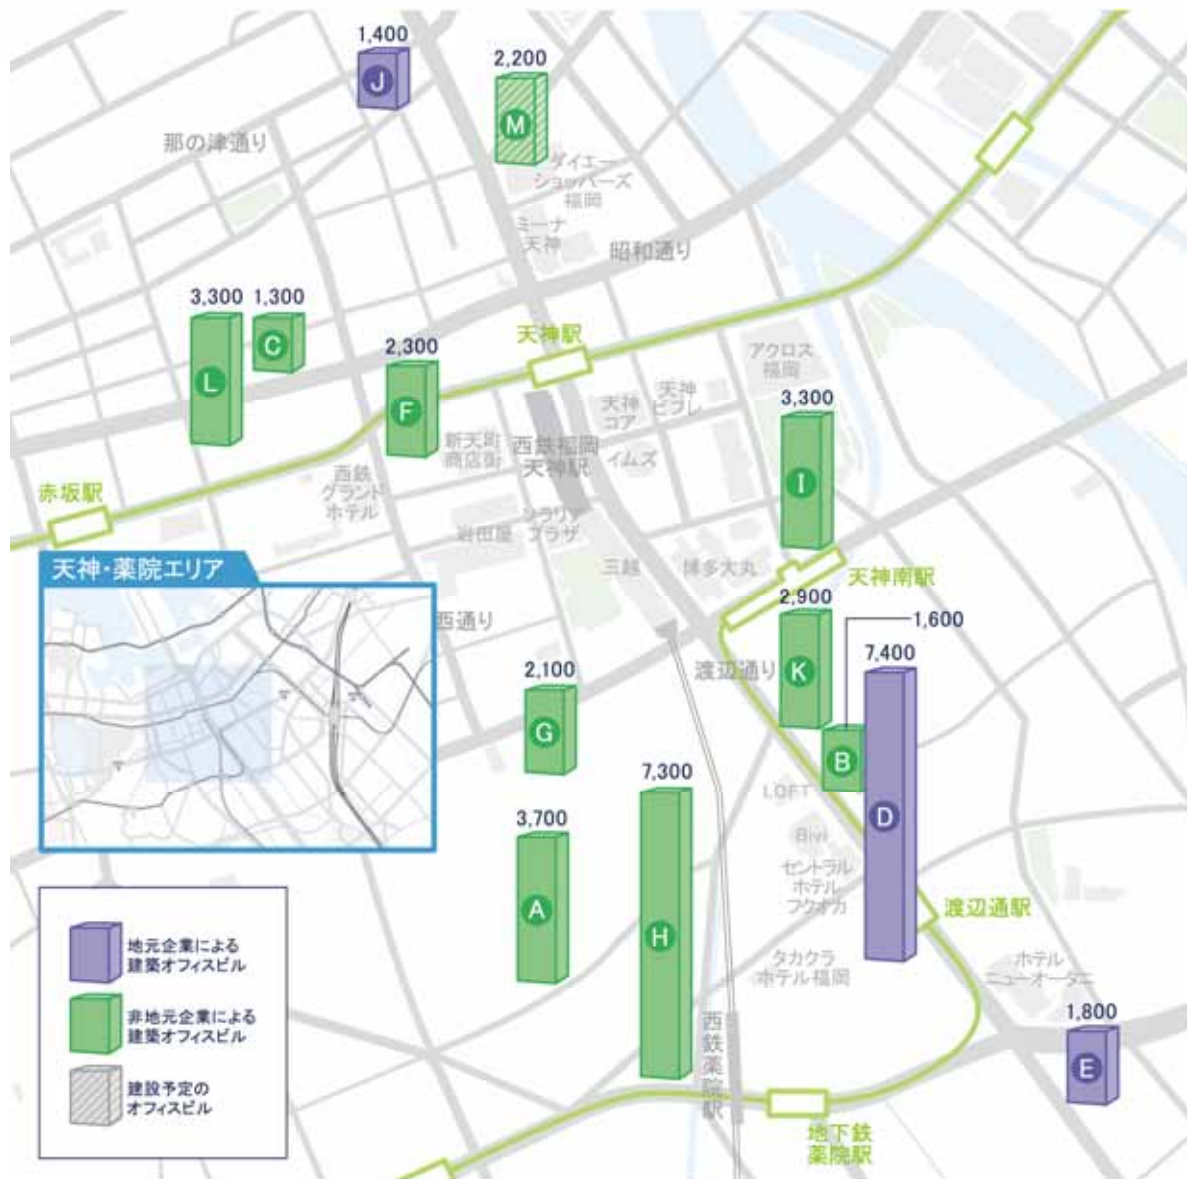 1,400
J
2,200
M
那の津通り
ダイエー
ショッパーズ
福岡
ミーナ
天神
昭和通り
3,300
L
1,300
C
2,300
F
天神駅
アクロス
福岡
天神
コア
天神
ビブレ
3,300
I
新天町
商店街
西鉄福岡
天神駅
イムズ
赤坂駅
西鉄
グランド
ホテル
岩田屋
ソラリア
プラザ
三越
博多大丸
天神南駅
天神・薬院エリア
西通り
2,900
K
1,600
B
7,400
D
渡辺通り
2,100
G
7,300
H
LOFT
Bivi
3,700
A
セントラル
ホテル
フクオカ
渡辺通駅
タカクラ
ホテル福岡
ホテル
ニューオータニ
1,800
E
西鉄薬院駅
地下鉄
薬院駅
地元企業による
建築オフィスビル
非地元企業による
建築オフィスビル
建設予定の
オフィスビル